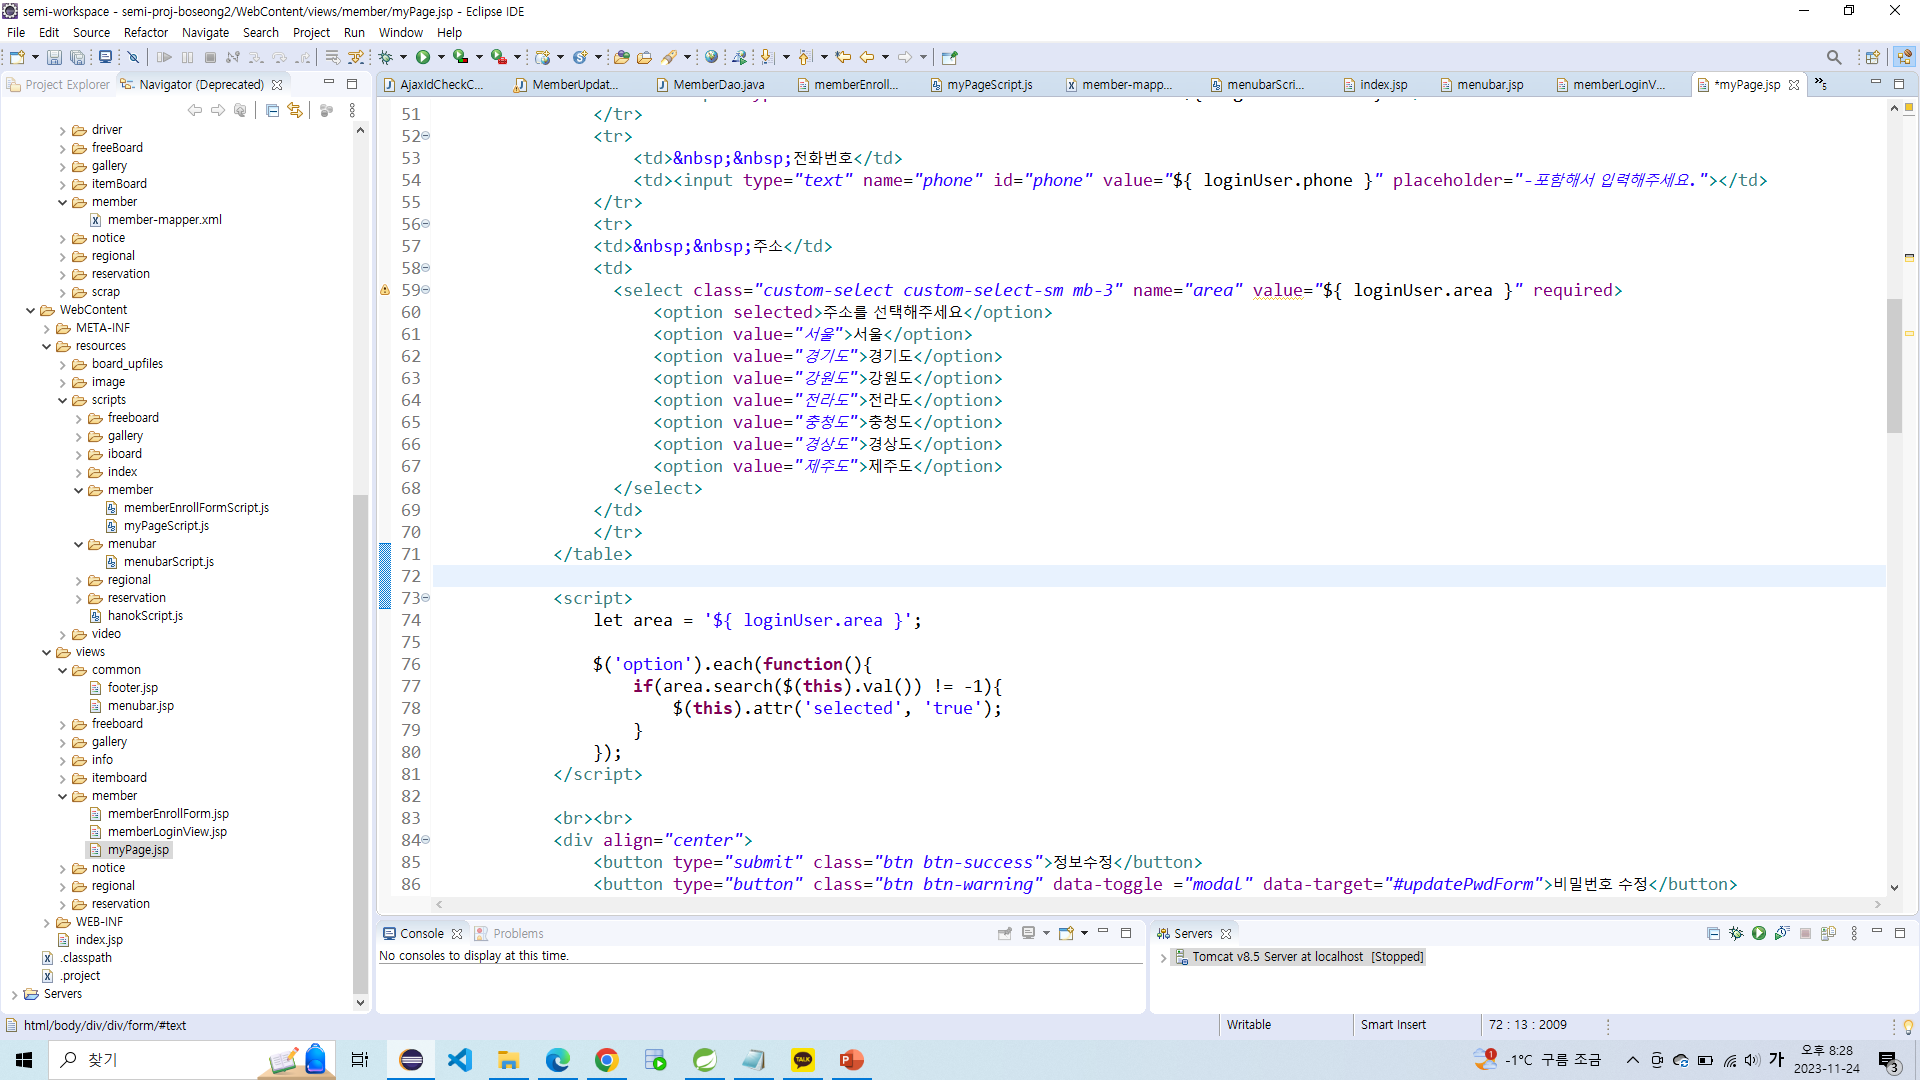 semi-workspace - semi-proj-boseong2/WebContent/views/member/myPage.jsp - Eclipse IDE
File Edit Source Refactor Navigate Search Project Run Window Help
Project Explorer Navigator (Deprecated)
AjaxIdCheckC... MemberUpdat... MemberDao.java memberEnroll... myPageScript.js member-mapp... menubarScri... index.jsp menubar.jsp memberLoginV... *myPage.jsp »5
driver
freeBoard
gallery
itemBoard
member
member-mapper.xml
notice
regional
reservation
scrap
WebContent
META-INF
resources
board_upfiles
image
scripts
freeboard
gallery
iboard
index
member
memberEnrollFormScript.js
myPageScript.js
menubar
menubarScript.js
regional
reservation
hanokScript.js
video
views
common
footer.jsp
menubar.jsp
freeboard
gallery
info
itemboard
member
memberEnrollForm.jsp
memberLoginView.jsp
myPage.jsp
notice
regional
reservation
WEB-INF
index.jsp
.classpath
.project
Servers
51 </tr>
52 <tr>
53 <td>&nbsp;&nbsp;전화번호</td>
54 <td><input type="text" name="phone" id="phone" value="${ loginUser.phone }" placeholder="-포함해서 입력해주세요."></td>
55 </tr>
56 <tr>
57 <td>&nbsp;&nbsp;주소</td>
58 <td>
59 <select class="custom-select custom-select-sm mb-3" name="area" value="${ loginUser.area }" required>
60 <option selected>주소를 선택해주세요</option>
61 <option value="서울">서울</option>
62 <option value="경기도">경기도</option>
63 <option value="강원도">강원도</option>
64 <option value="전라도">전라도</option>
65 <option value="충청도">충청도</option>
66 <option value="경상도">경상도</option>
67 <option value="제주도">제주도</option>
68 </select>
69 </td>
70 </tr>
71 </table>
72
73 <script>
74 let area = '${ loginUser.area }';
75
76 $('option').each(function(){
77 if(area.search($(this).val()) != -1){
78 $(this).attr('selected', 'true');
79 }
80 });
81 </script>
82
83 <br><br>
84 <div align="center">
85 <button type="submit" class="btn btn-success">정보수정</button>
86 <button type="button" class="btn btn-warning" data-toggle ="modal" data-target="#updatePwdForm">비밀번호 수정</button>
Console Problems
No consoles to display at this time.
Servers
Tomcat v8.5 Server at localhost [Stopped]
html/body/div/div/form/#text
Writable Smart Insert 72 : 13 : 2009
찾기
TALK
1
-1°C 구름 조금
가
오후 8:28
2023-11-24
3